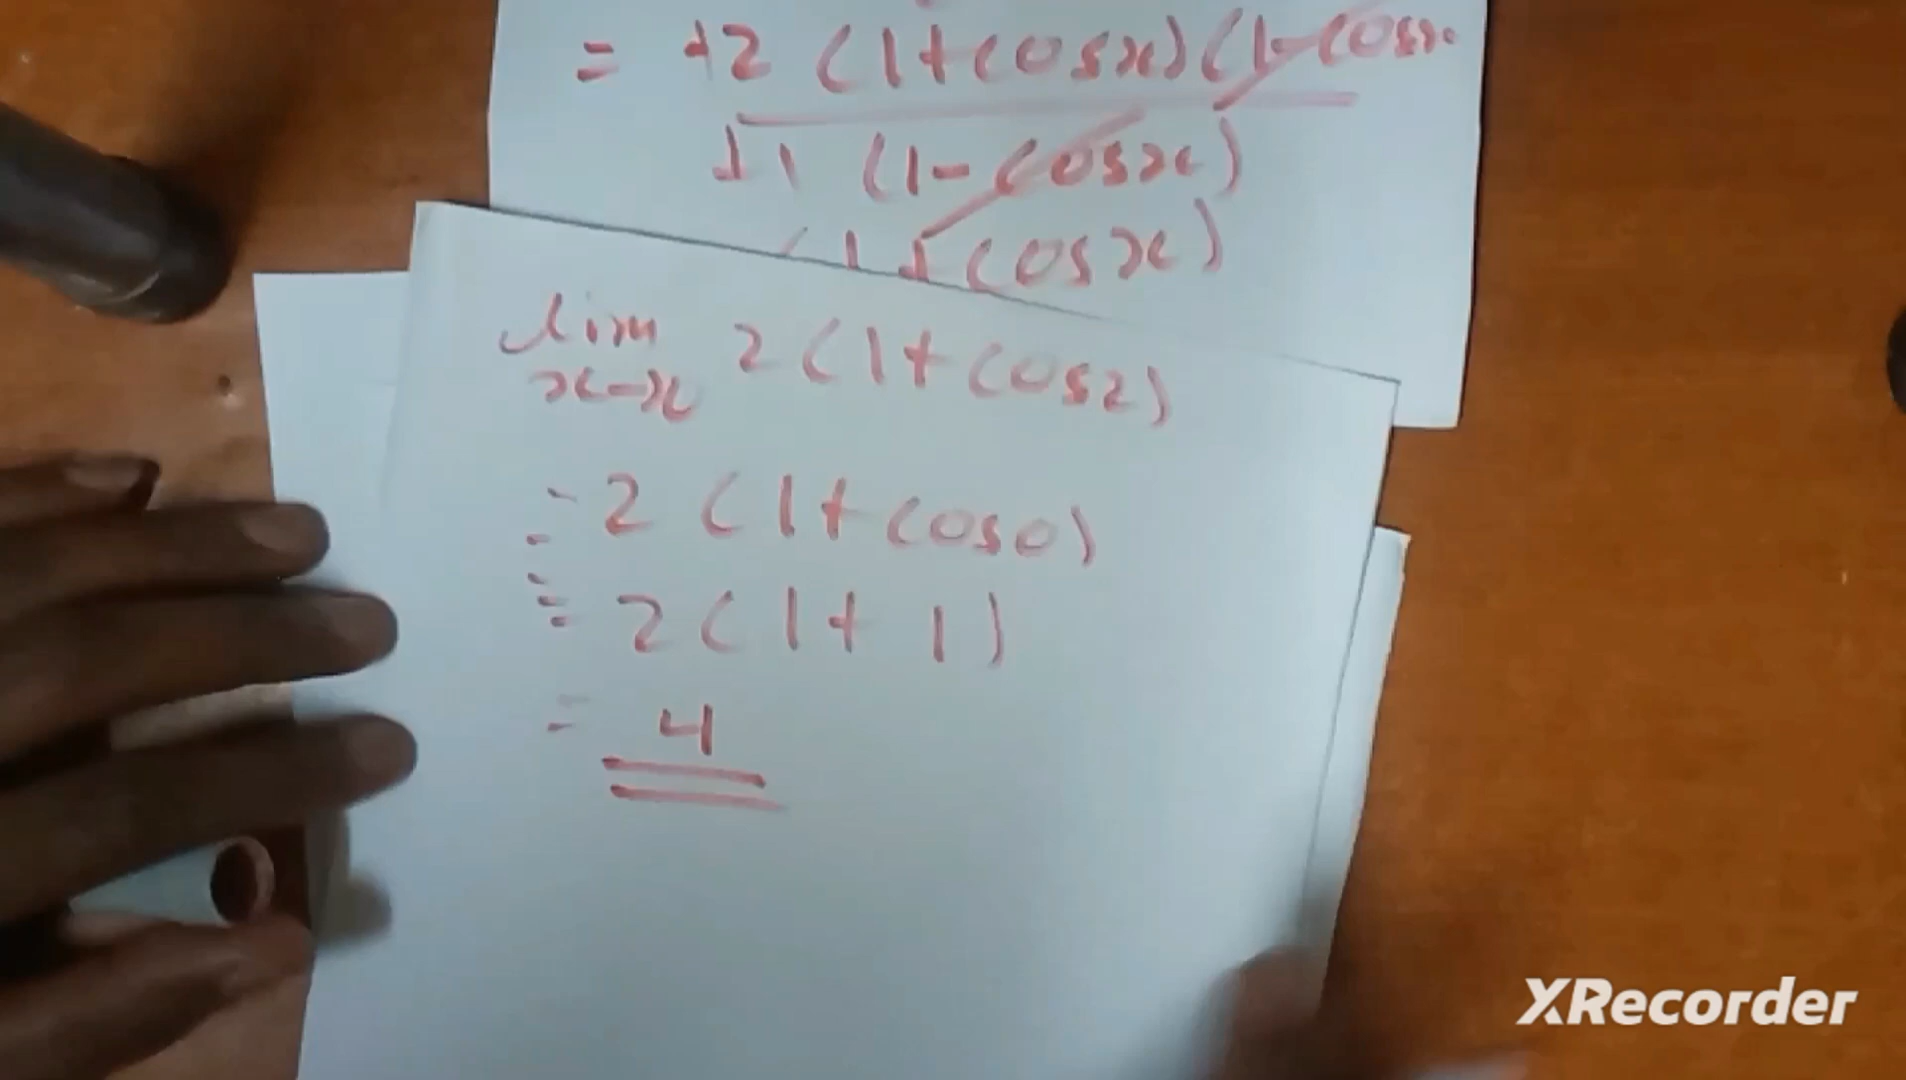 = +2 (1+cosx)(1-cosx
11 (1-cosx)
(1+cosx)
lim 2(1+cosx)
x-x
= 2 (1+cos0)
= 2(1+1)
= 4
XRecorder